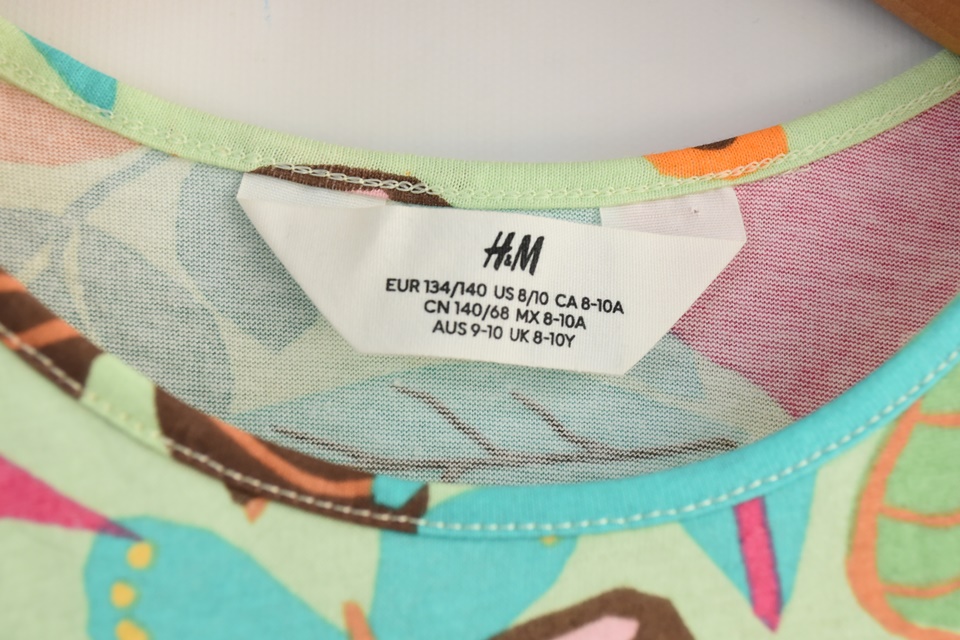 H&M
EUR 134/140 US 8/10 CA 8-10A
CN 140/68 MX 8-10A
AUS 9-10 UK 8-10Y